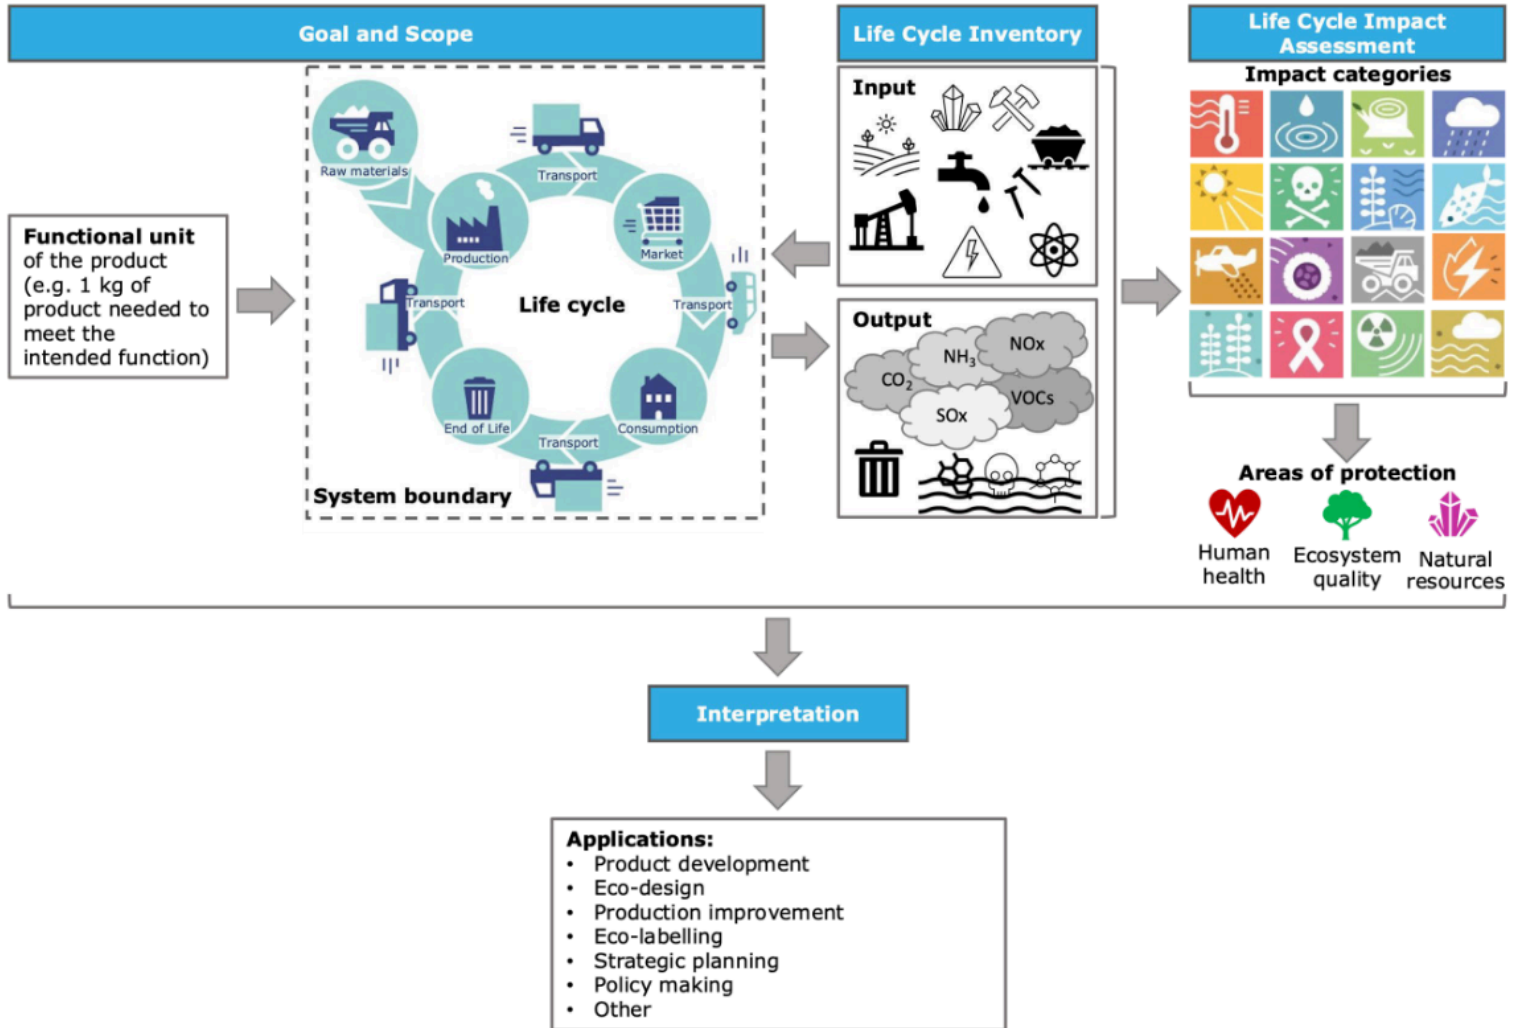 Goal and Scope
Life Cycle Inventory
Life Cycle Impact
Assessment
Functional unit
of the product
(e.g. 1 kg of
product needed to
meet the
intended function)
Raw materials
Transport
Production
Market
Transport
Life cycle
Transport
End of Life
Consumption
Transport
System boundary
Input
Output
CO₂
NH₃
NOx
SOx
VOCs
Impact categories
Areas of protection
Human
health
Ecosystem
quality
Natural
resources
Interpretation
Applications:
• Product development
• Eco-design
• Production improvement
• Eco-labelling
• Strategic planning
• Policy making
• Other